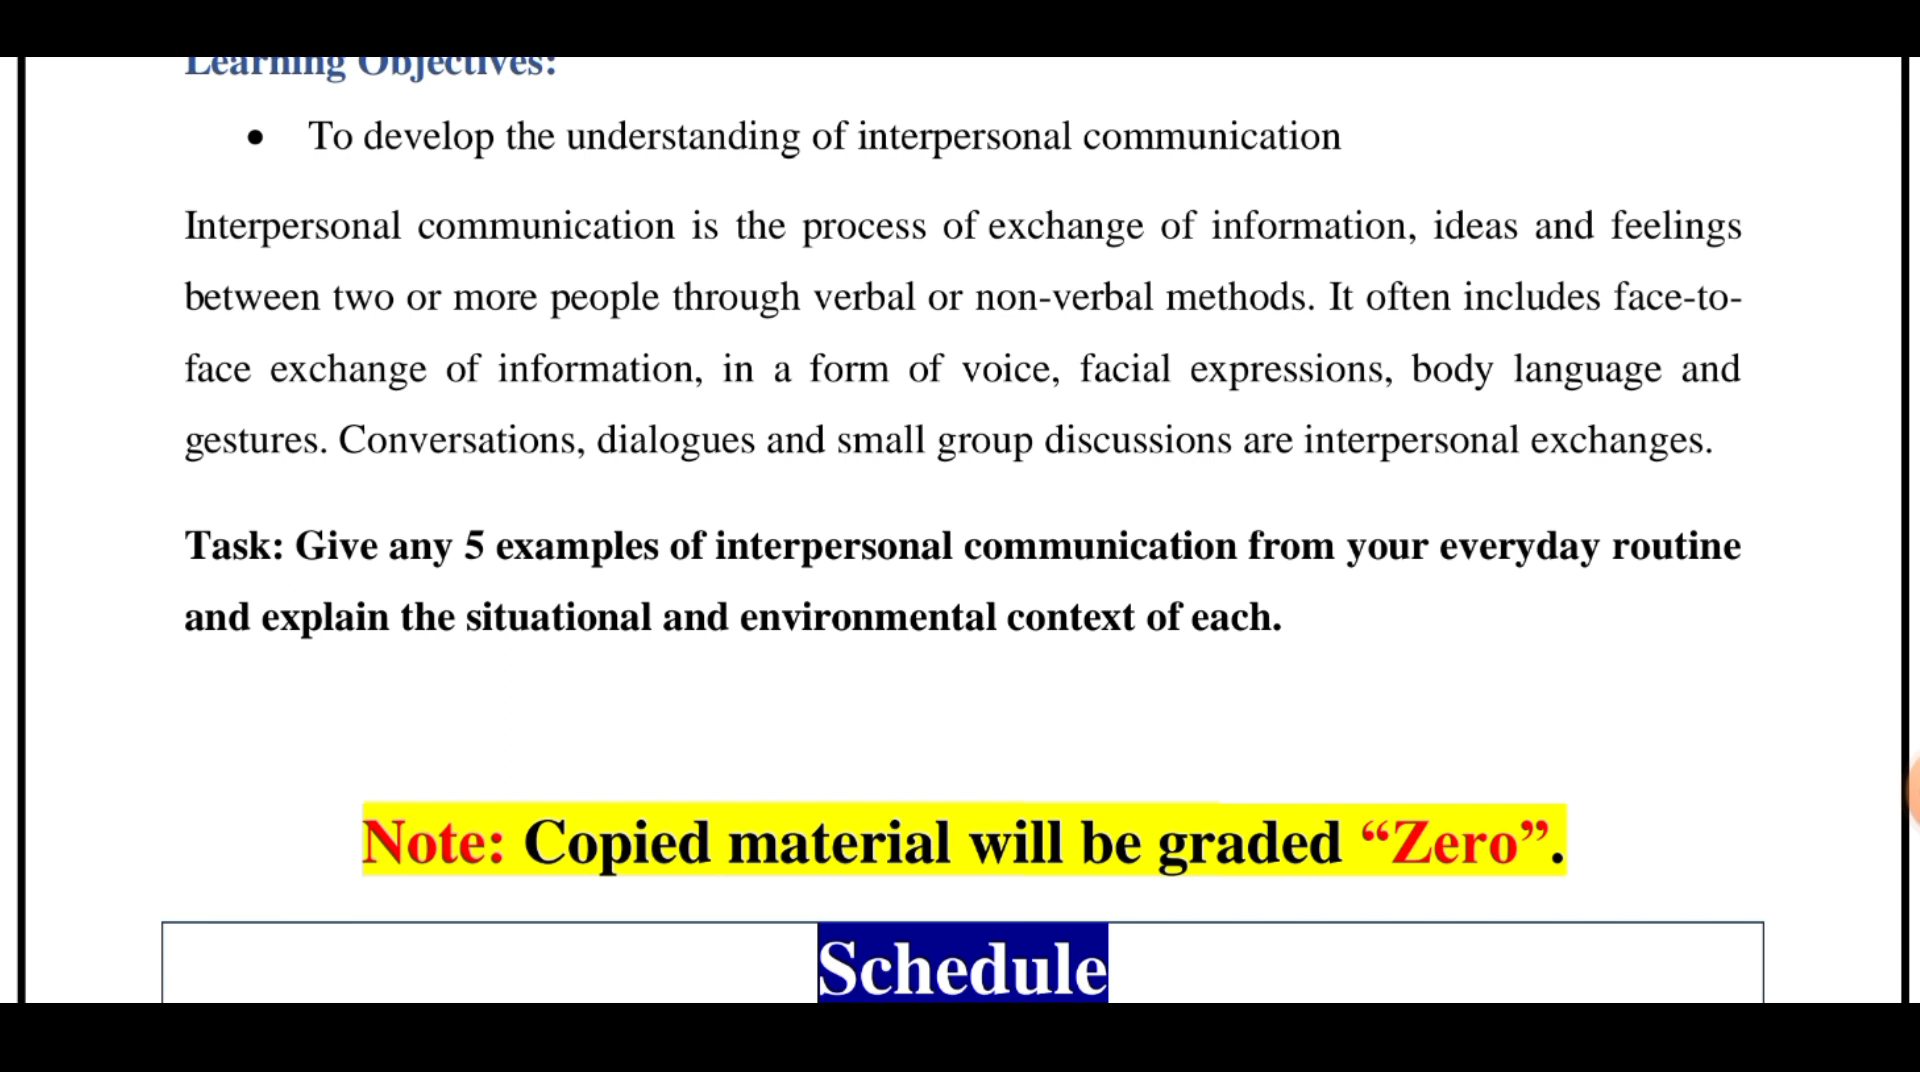 Learning Objectives:
• To develop the understanding of interpersonal communication
Interpersonal communication is the process of exchange of information, ideas and feelings
between two or more people through verbal or non-verbal methods. It often includes face-to-
face exchange of information, in a form of voice, facial expressions, body language and
gestures. Conversations, dialogues and small group discussions are interpersonal exchanges.
Task: Give any 5 examples of interpersonal communication from your everyday routine
and explain the situational and environmental context of each.
Note: Copied material will be graded “Zero”.
Schedule